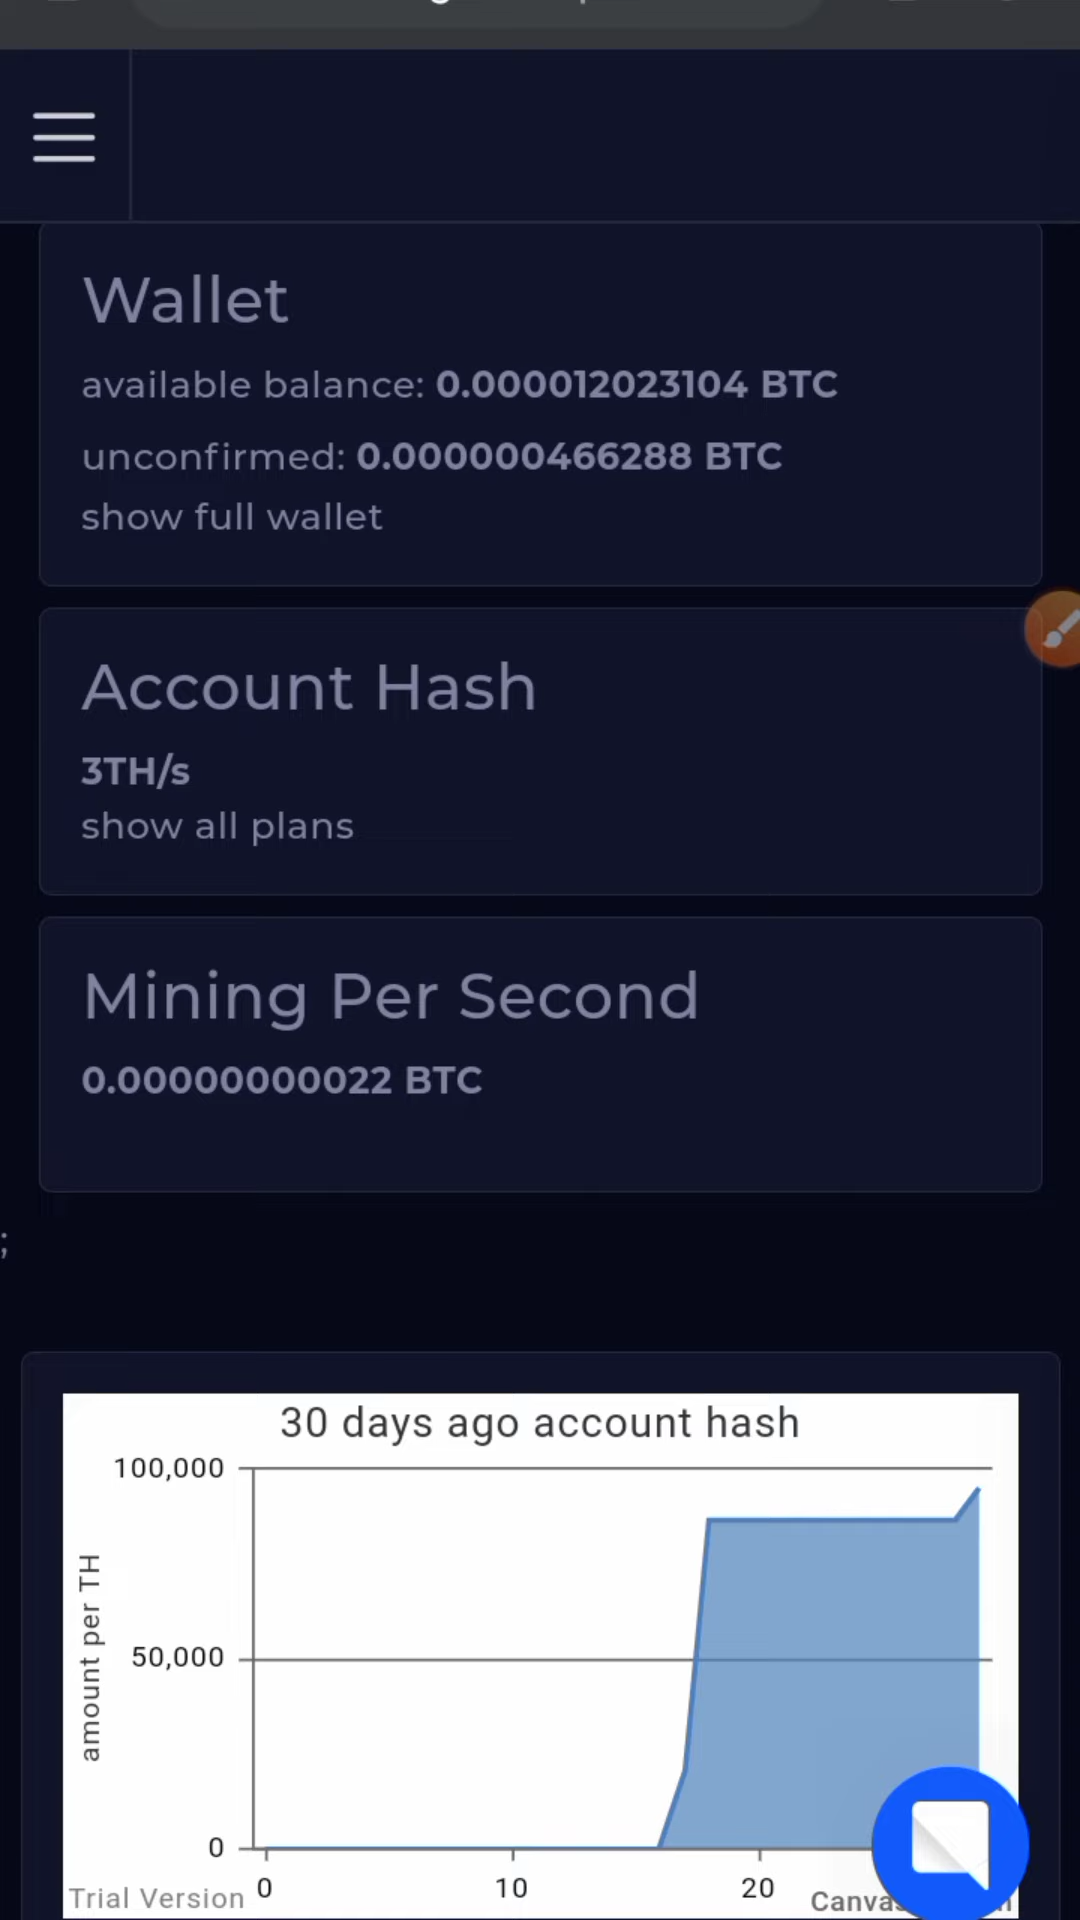 Wallet
available balance: 0.000012023104 BTC
unconfirmed: 0.000000466288 BTC
show full wallet
Account Hash
3TH/s
show all plans
Mining Per Second
0.00000000022 BTC
;
30 days ago account hash
100,000
amount per TH
50,000
0
0
10
20
Trial Version